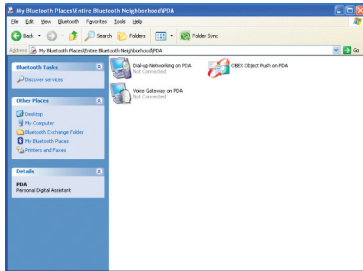 My Bluetooth Places\Entire Bluetooth Neighborhood\PDA
File Edit View Bluetooth Favorites Tools Help
Back Search Folders Folder Sync
Address My Bluetooth Places\Entire Bluetooth Neighborhood\PDA Go
Bluetooth Tasks
Discover services
Other Places
Desktop
My Computer
Bluetooth Exchange Folder
My Bluetooth Places
Printers and Faxes
Details
PDA
Personal Digital Assistant
Dial-up Networking on PDA
Not Connected
OBEX Object Push on PDA
Voice Gateway on PDA
Not Connected